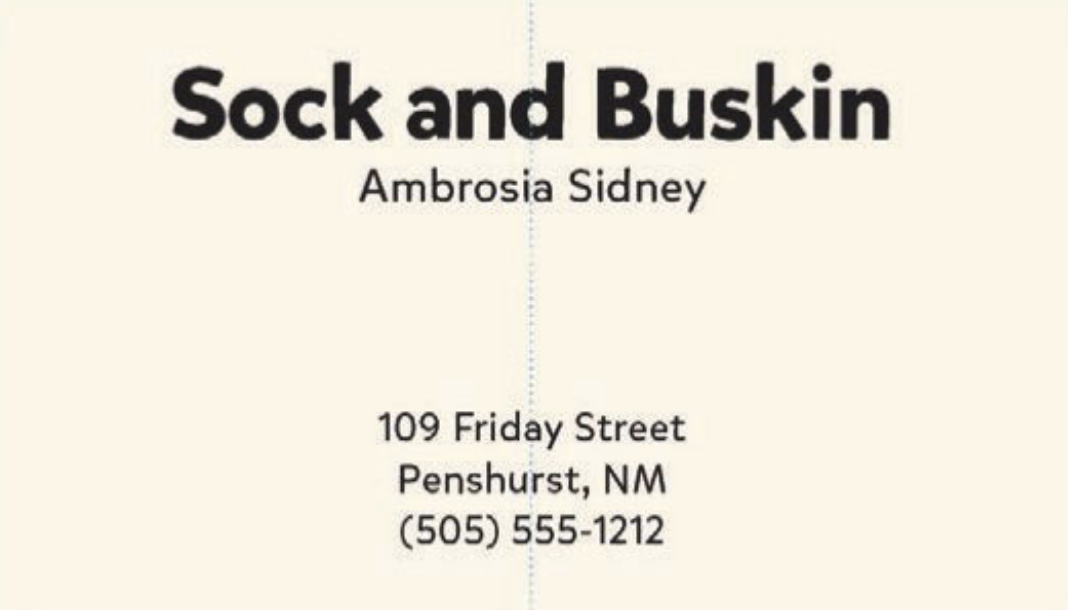 Sock and Buskin
Ambrosia Sidney
109 Friday Street
Penshurst, NM
(505) 555-1212